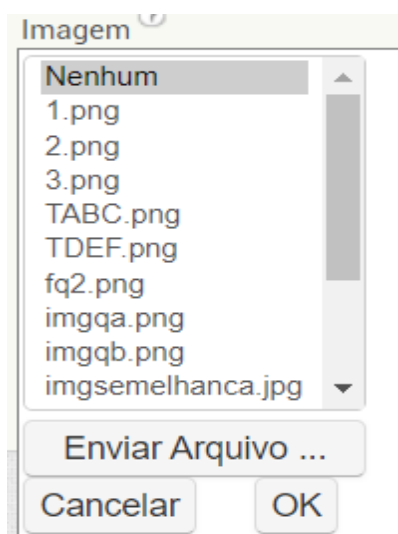 Imagem
Nenhum
1.png
2.png
3.png
TABC.png
TDEF.png
fq2.png
imgqa.png
imgqb.png
imgsemelhanca.jpg
Enviar Arquivo ...
Cancelar OK